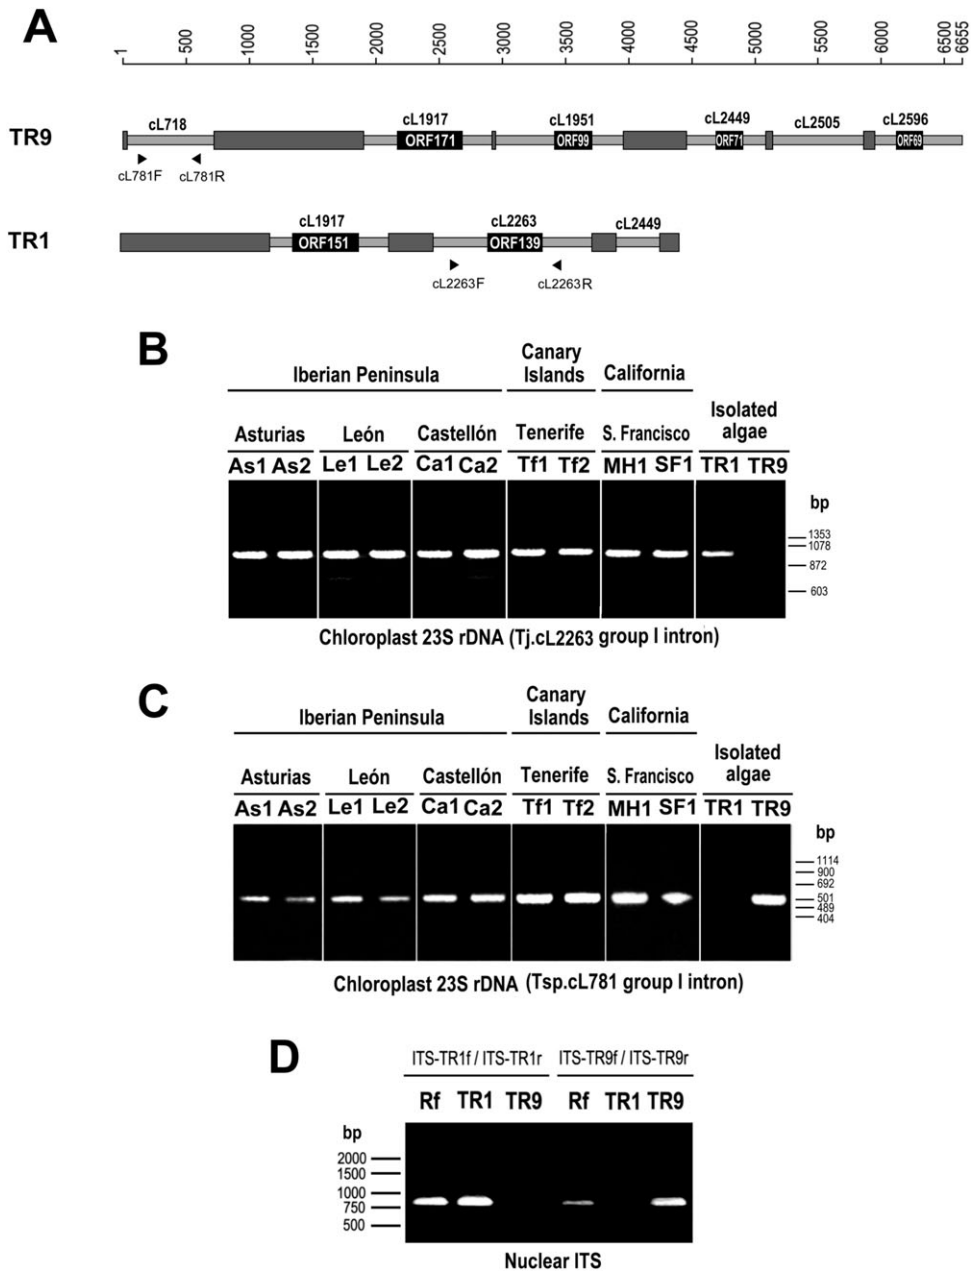 A
1 500 1000 1500 2000 2500 3000 3500 4000 4500 5000 5500 6000 6500 6655
TR9
cL718 cL1917 cL1951 cL2449 cL2505 cL2596
ORF171 ORF99 ORF71 ORF69
cL781F cL781R
TR1
cL1917 cL2263 cL2449
ORF151 ORF139
cL2263F cL2263R
B
Iberian Peninsula
Canary
Islands
California
Isolated
algae
Asturias León Castellón Tenerife S. Francisco
As1 As2 Le1 Le2 Ca1 Ca2 Tf1 Tf2 MH1 SF1 TR1 TR9
bp
1353
1078
872
603
Chloroplast 23S rDNA (Tj.cL2263 group I intron)
C
Iberian Peninsula
Canary
Islands
California
Isolated
algae
Asturias León Castellón Tenerife S. Francisco
As1 As2 Le1 Le2 Ca1 Ca2 Tf1 Tf2 MH1 SF1 TR1 TR9
bp
1114
900
692
501
489
404
Chloroplast 23S rDNA (Tsp.cL781 group I intron)
D
ITS-TR1f / ITS-TR1r ITS-TR9f / ITS-TR9r
Rf TR1 TR9 Rf TR1 TR9
bp
2000
1500
1000
750
500
Nuclear ITS